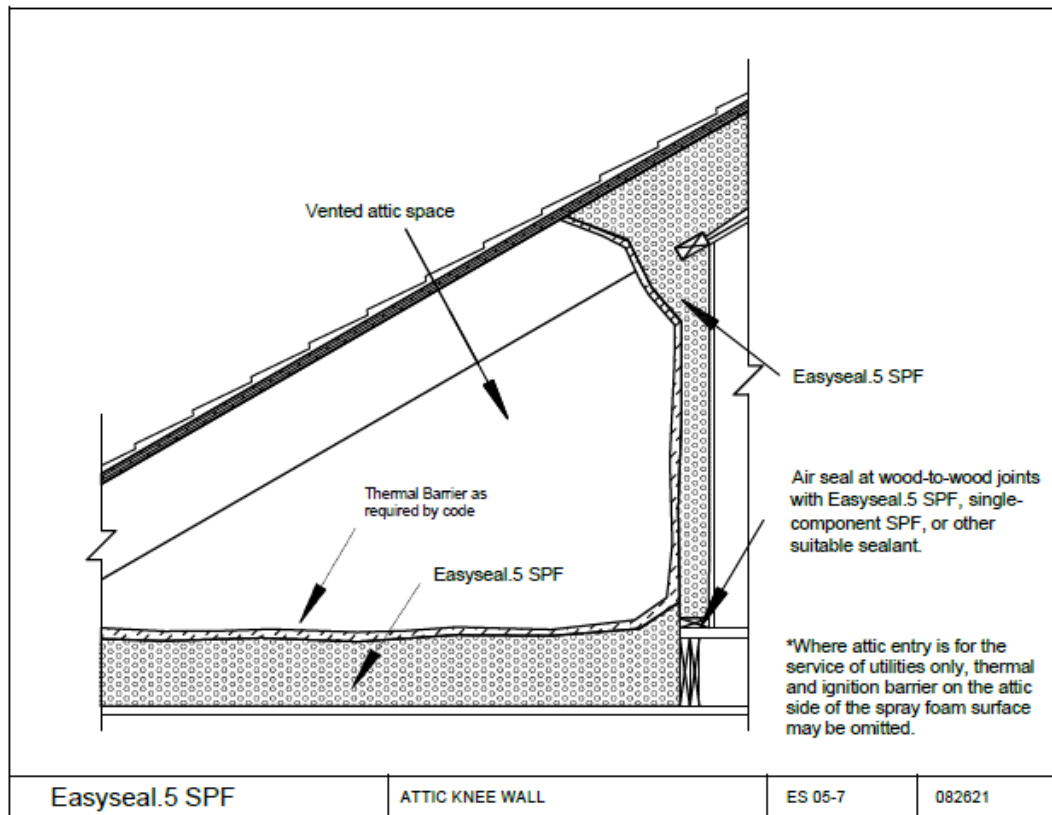 Vented attic space
Easyseal.5 SPF
Air seal at wood-to-wood joints
with Easyseal.5 SPF, single-
component SPF, or other
suitable sealant.
Thermal Barrier as
required by code
Easyseal.5 SPF
*Where attic entry is for the
service of utilities only, thermal
and ignition barrier on the attic
side of the spray foam surface
may be omitted.
Easyseal.5 SPF
ATTIC KNEE WALL
ES 05-7
082621